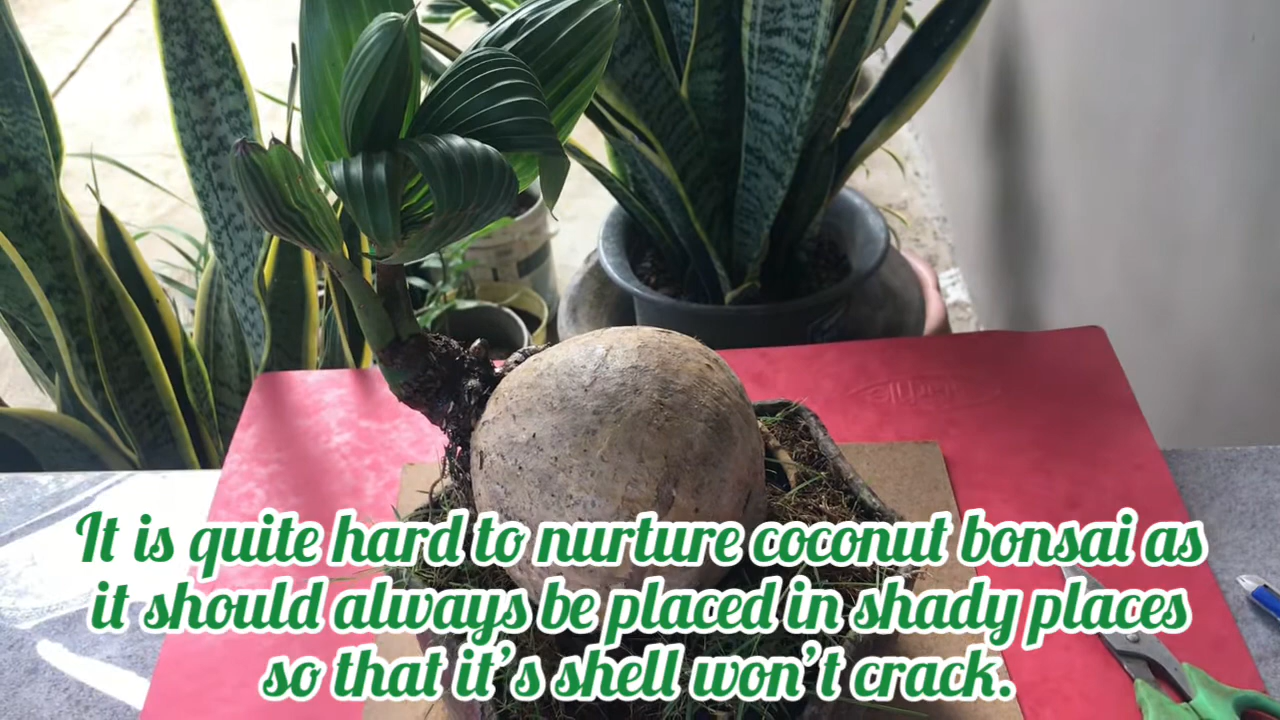 It is quite hard to nurture coconut bonsai as
it should always be placed in shady places
so that it's shell won't crack.